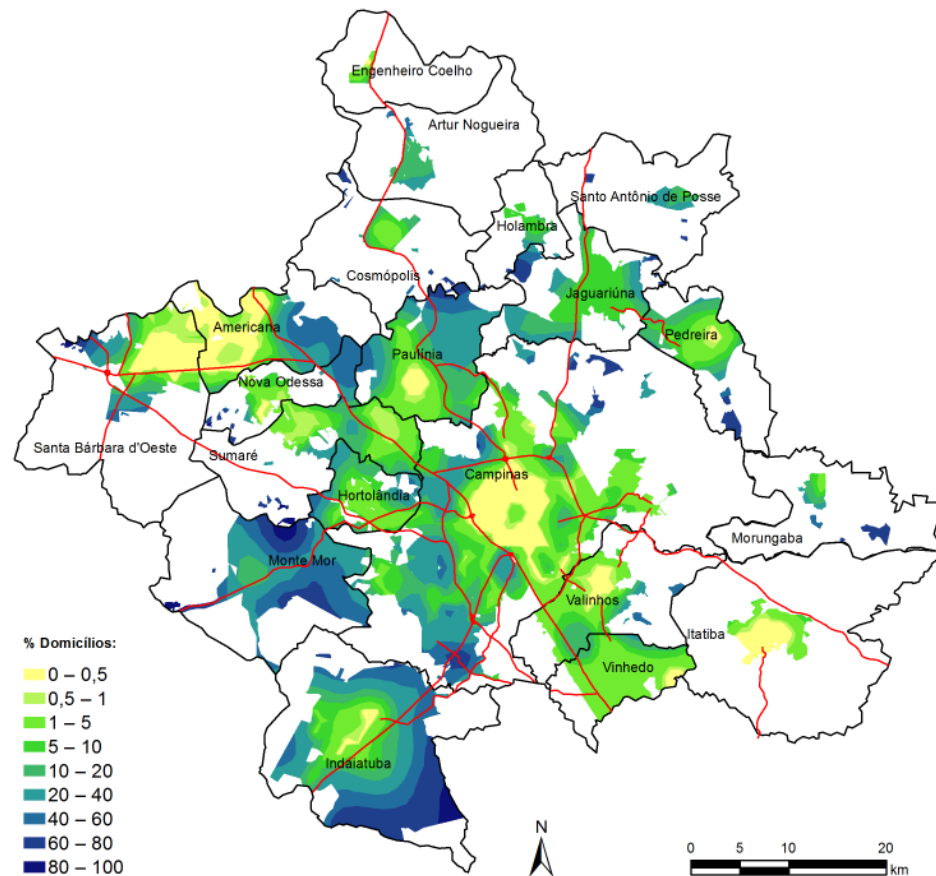 Engenheiro Coelho
Artur Nogueira
Santo Antônio de Posse
Holambra
Cosmópolis
Jaguariúna
Americana
Pedreira
Paulínia
Nova Odessa
Santa Bárbara d'Oeste
Sumaré
Campinas
Hortolândia
Morungaba
Monte Mor
Valinhos
Itatiba
Vinhedo
Indaiatuba
% Domicílios:
0 – 0,5
0,5 – 1
1 – 5
5 – 10
10 – 20
20 – 40
40 – 60
60 – 80
80 – 100
N
0 5 10 20
km